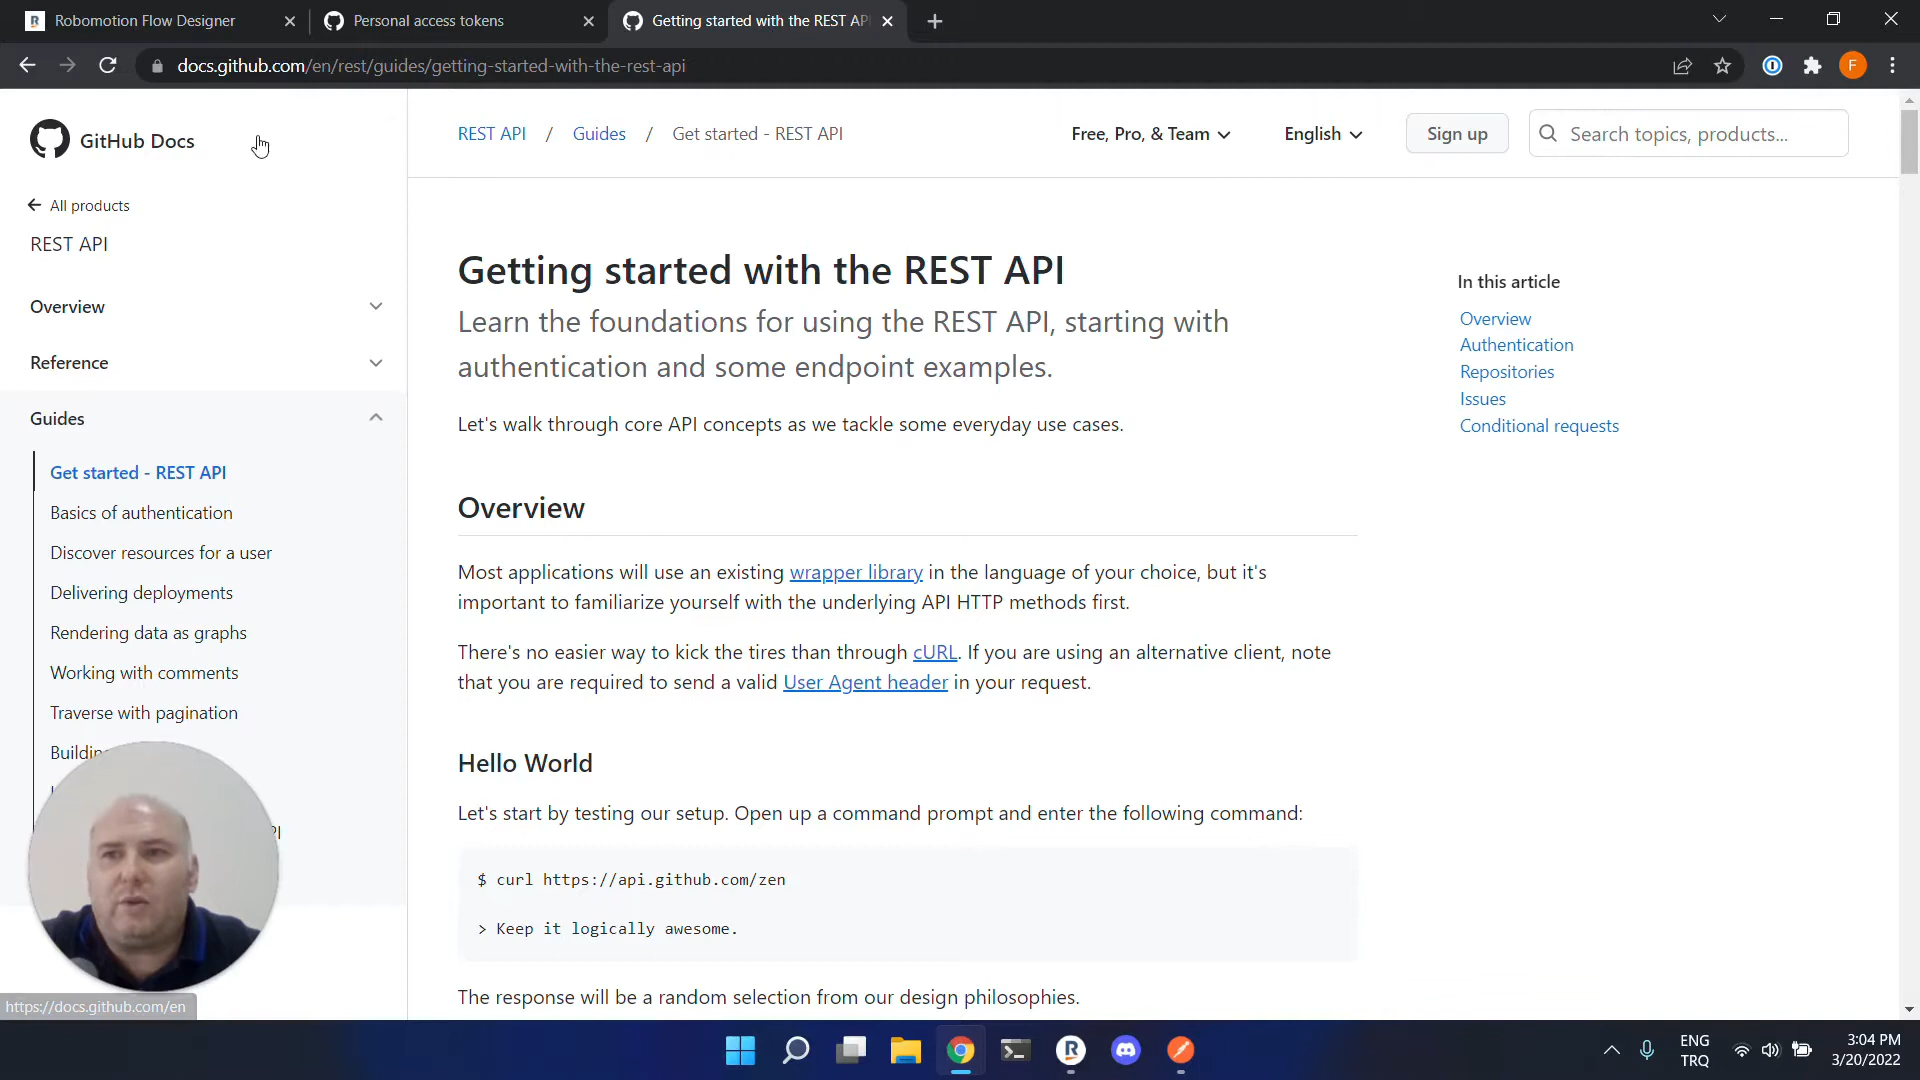 Robomotion Flow Designer
Personal access tokens
Getting started with the REST AP
docs.github.com/en/rest/guides/getting-started-with-the-rest-api
F
GitHub Docs
REST API / Guides / Get started - REST API
Free, Pro, & Team
English
Sign up
Search topics, products...
All products
REST API
Overview
Reference
Guides
Get started - REST API
Basics of authentication
Discover resources for a user
Delivering deployments
Rendering data as graphs
Working with comments
Traverse with pagination
Getting started with the REST API
Learn the foundations for using the REST API, starting with
authentication and some endpoint examples.
Let's walk through core API concepts as we tackle some everyday use cases.
Overview
Most applications will use an existing wrapper library in the language of your choice, but it's
important to familiarize yourself with the underlying API HTTP methods first.
There's no easier way to kick the tires than through cURL. If you are using an alternative client, note
that you are required to send a valid User Agent header in your request.
Hello World
Let's start by testing our setup. Open up a command prompt and enter the following command:
$ curl https://api.github.com/zen
> Keep it logically awesome.
The response will be a random selection from our design philosophies.
In this article
Overview
Authentication
Repositories
Issues
Conditional requests
https://docs.github.com/en
ENG
TRQ
3:04 PM
3/20/2022